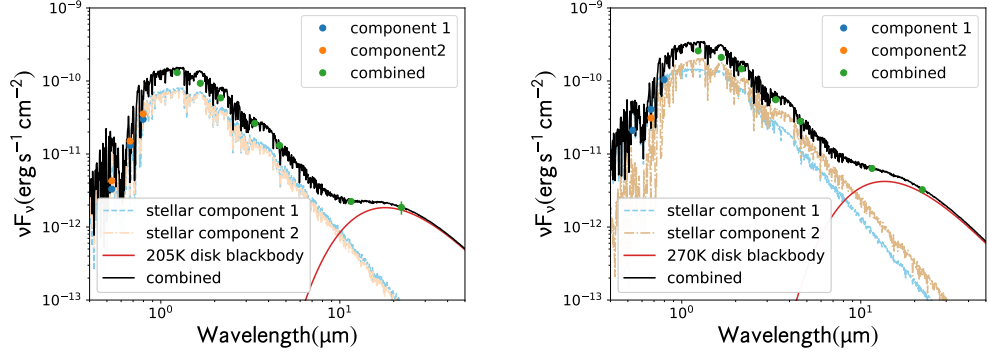 10⁻⁹
10⁻¹⁰
10⁻¹¹
10⁻¹²
10⁻¹³
νFᵥ(erg s⁻¹ cm⁻²)
component 1
component2
combined
stellar component 1
stellar component 2
205K disk blackbody
combined
10⁰
10¹
Wavelength(μm)
10⁻⁹
10⁻¹⁰
10⁻¹¹
10⁻¹²
10⁻¹³
νFᵥ(erg s⁻¹ cm⁻²)
component 1
component2
combined
stellar component 1
stellar component 2
270K disk blackbody
combined
10⁰
10¹
Wavelength(μm)